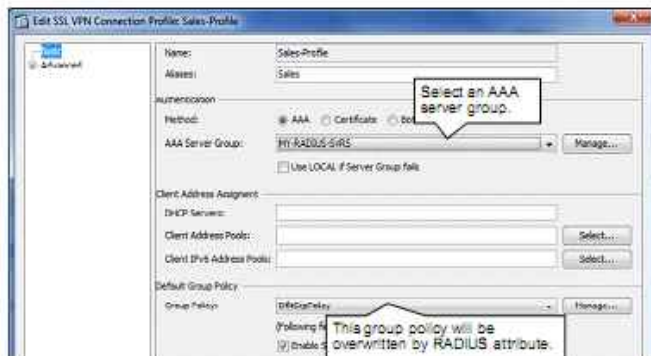 Edit SSL VPN Connection Profile: Sales-Profile
Basic
Advanced
Name: Sales-Profile
Aliases: Sales
Authentication
Method: AAA Certificate
AAA Server Group: MY-RADIUS-SVRS Manage...
Use LOCAL if Server Group fails
Select an AAA
server group.
Client Address Assignment
DHCP Servers:
Client Address Pools: Select...
Client IPv6 Address Pools: Select...
Default Group Policy
Group Policy: DfltGrpPolicy Manage...
(Following
Enable
This group policy will be
overwritten by RADIUS attribute.